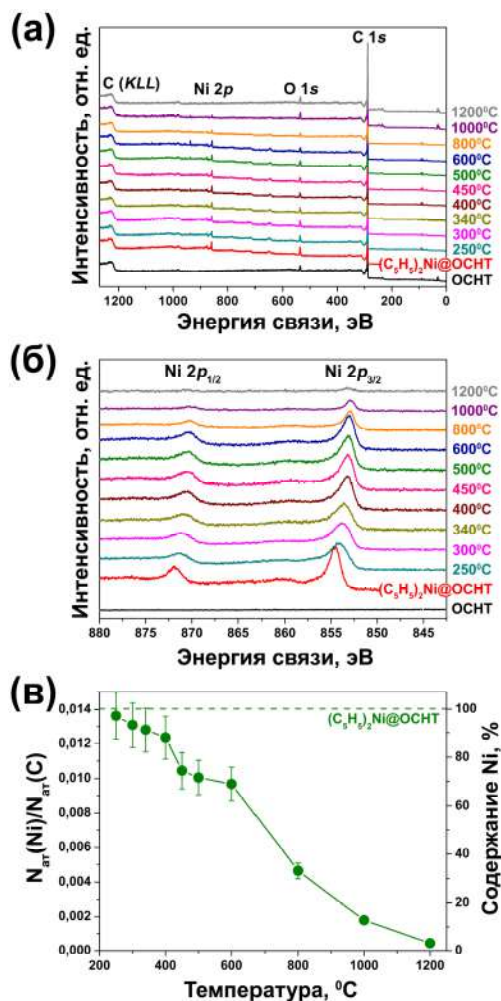 (а)
Интенсивность, отн. ед.
C 1s
C (KLL)
Ni 2p
O 1s
1200⁰C
1000⁰C
800⁰C
600⁰C
500⁰C
450⁰C
400⁰C
340⁰C
300⁰C
250⁰C
(C₅H₅)₂Ni@ОСНТ
ОСНТ
1200 1000 800 600 400 200 0
Энергия связи, эВ
(б)
Интенсивность, отн. ед.
Ni 2p₁/₂ Ni 2p₃/₂
1200⁰C
1000⁰C
800⁰C
600⁰C
500⁰C
450⁰C
400⁰C
340⁰C
300⁰C
250⁰C
(C₅H₅)₂Ni@ОСНТ
ОСНТ
880 875 870 865 860 855 850 845
Энергия связи, эВ
(в)
Nат(Ni)/Nат(C)
0,014
0,012
0,010
0,008
0,006
0,004
0,002
0,000
(C₅H₅)₂Ni@ОСНТ
100
80
60
40
20
0
Содержание Ni, %
200 400 600 800 1000 1200
Температура, ⁰C